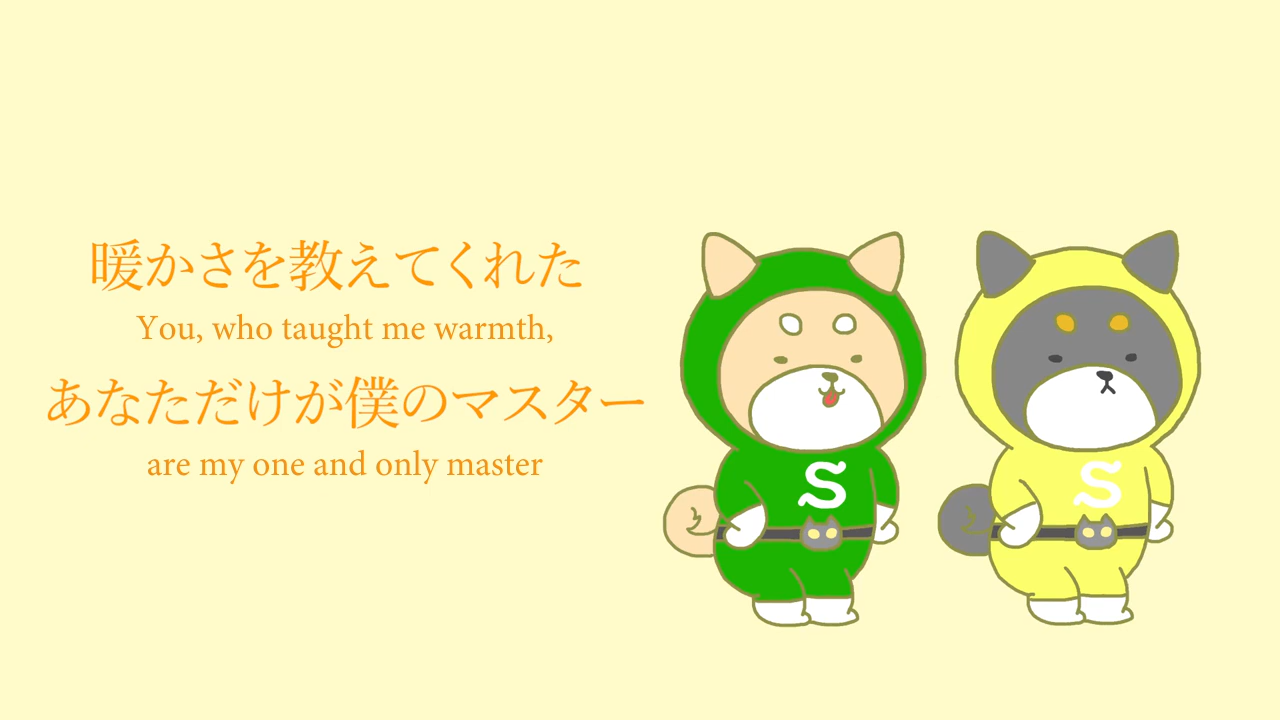 暖かさを教えてくれた
You, who taught me warmth,
あなただけが僕のマスター
are my one and only master
S
S